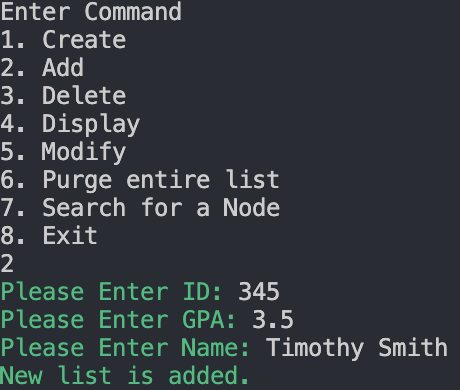 Enter Command
1. Create
2. Add
3. Delete
4. Display
5. Modify
6. Purge entire list
7. Search for a Node
8. Exit
2
Please Enter ID: 345
Please Enter GPA: 3.5
Please Enter Name: Timothy Smith
New list is added.